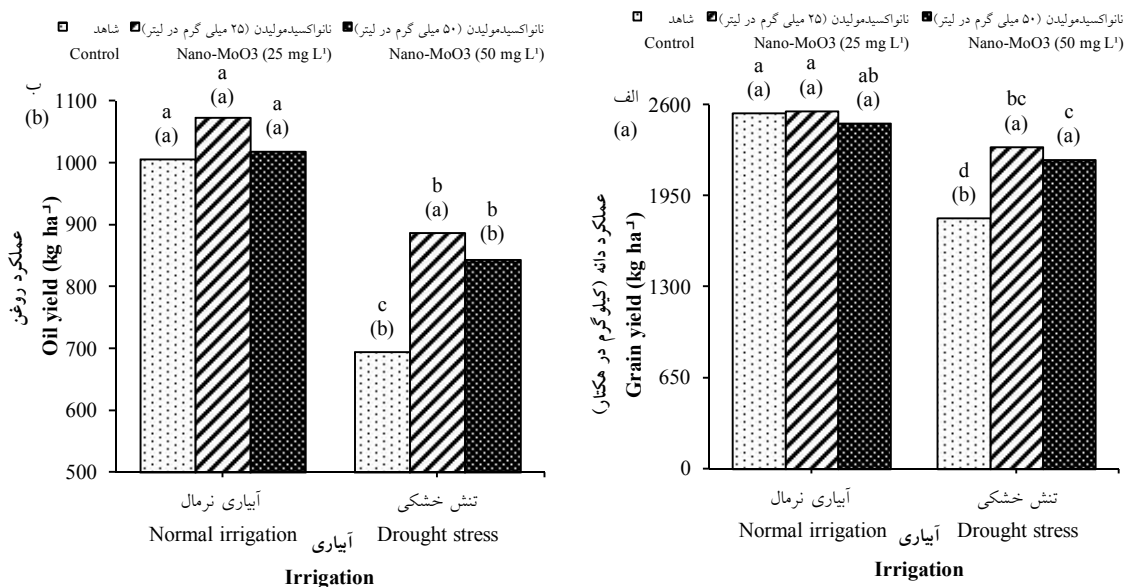 شاهد نانواکسیدمولیدن (۲۵ میلی گرم در لیتر) نانواکسیدمولیدن (۵۰ میلی گرم در لیتر)
Control Nano-MoO3 (25 mg L¹) Nano-MoO3 (50 mg L¹)
ب
(b)
عملکرد روغن
Oil yield (kg ha⁻¹)
1100
1000
900
800
700
600
500
a
(a)
a
(a)
a
(a)
c
(b)
b
(a)
b
(b)
آبیاری نرمال
تنش خشکی
Normal irrigation
Drought stress
آبیاری
Irrigation
شاهد نانواکسیدمولیدن (۲۵ میلی گرم در لیتر) نانواکسیدمولیدن (۵۰ میلی گرم در لیتر)
Control Nano-MoO3 (25 mg L¹) Nano-MoO3 (50 mg L¹)
الف
(a)
عملکرد دانه (کیلوگرم در هکتار)
Grain yield (kg ha⁻¹)
2600
1950
1300
650
0
a
(a)
a
(a)
ab
(a)
d
(b)
bc
(a)
c
(a)
آبیاری نرمال
تنش خشکی
Normal irrigation
Drought stress
آبیاری
Irrigation